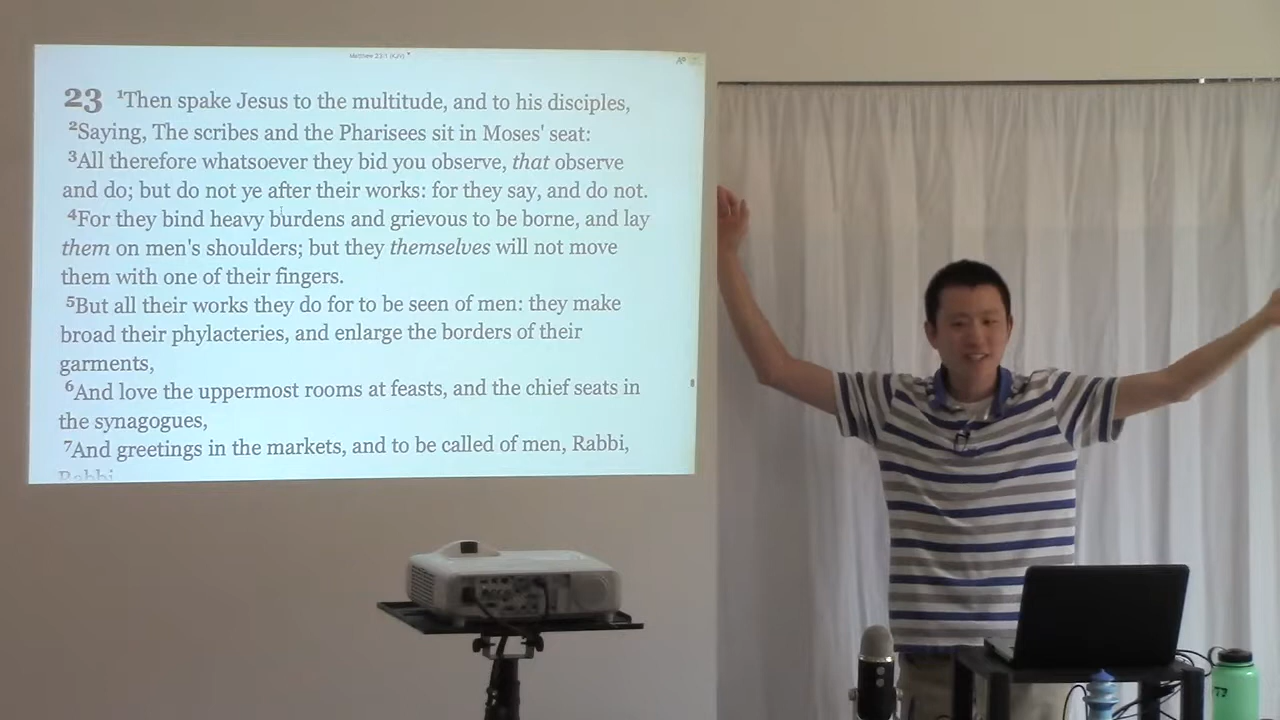 Matthew 23:1 (KJV)
23 1Then spake Jesus to the multitude, and to his disciples,
2Saying, The scribes and the Pharisees sit in Moses' seat:
3All therefore whatsoever they bid you observe, that observe
and do; but do not ye after their works: for they say, and do not.
4For they bind heavy burdens and grievous to be borne, and lay
them on men's shoulders; but they themselves will not move
them with one of their fingers.
5But all their works they do for to be seen of men: they make
broad their phylacteries, and enlarge the borders of their
garments,
6And love the uppermost rooms at feasts, and the chief seats in
the synagogues,
7And greetings in the markets, and to be called of men, Rabbi,
Rabbi